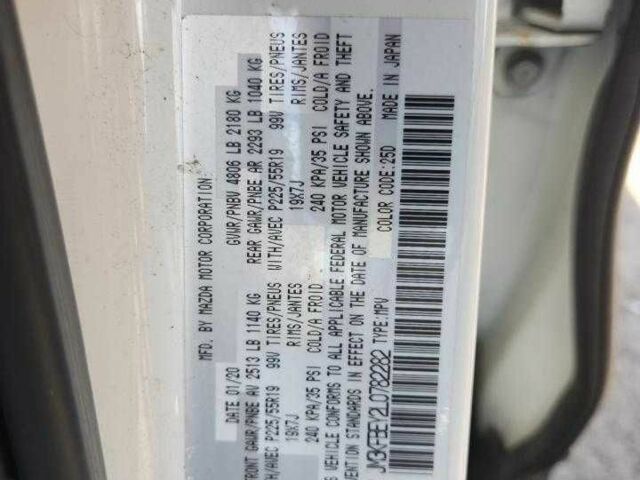 MFD. BY MAZDA MOTOR CORPORATION
DATE 01/20 GVWR/PNBV 4806 LB 2180 KG
FRONT GAWR/PNBE AV 2513 LB 1140 KG REAR GAWR/PNBE AR 2293 LB 1040 KG
TH/AVEC P225/55R19 99V TIRES/PNEUS WITH/AVEC P225/55R19 99V TIRES/PNEUS
19X7J RIMS/JANTES 19X7J RIMS/JANTES
240 KPA/35 PSI COLD/A FROID 240 KPA/35 PSI COLD/A FROID
VEHICLE CONFORMS TO ALL APPLICABLE FEDERAL MOTOR VEHICLE SAFETY AND THEFT
VENTION STANDARDS IN EFFECT ON THE DATE OF MANUFACTURE SHOWN ABOVE.
JM3KFBEY2L0782282 TYPE:MPV COLOR CODE:25D MADE IN JAPAN